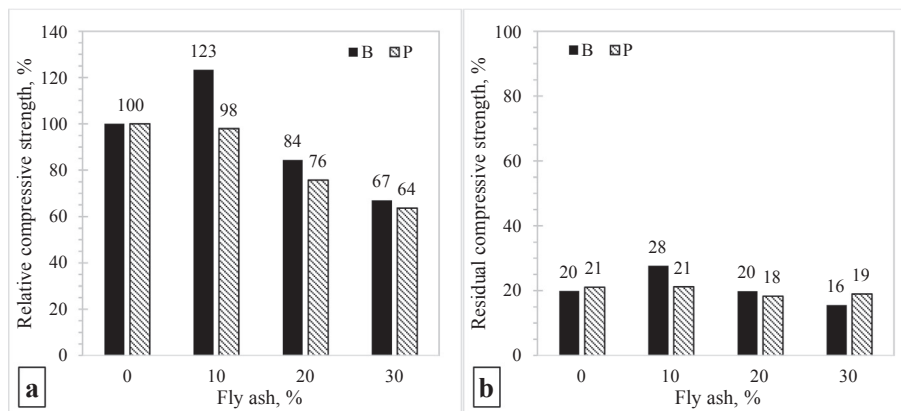 Relative compressive strength, %
140
120
100
80
60
40
20
0
B P
100
123
98
84
76
67 64
0 10 20 30
Fly ash, %
a
Residual compressive strength, %
100
80
60
40
20
0
B P
20 21
28
21
20
18
16
19
0 10 20 30
Fly ash, %
b